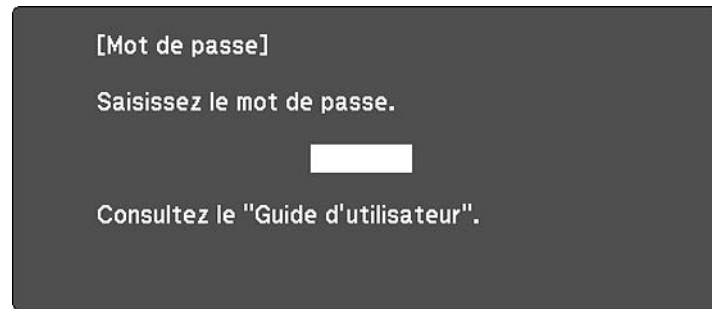 [Mot de passe]
Saisissez le mot de passe.
Consultez le "Guide d'utilisateur".